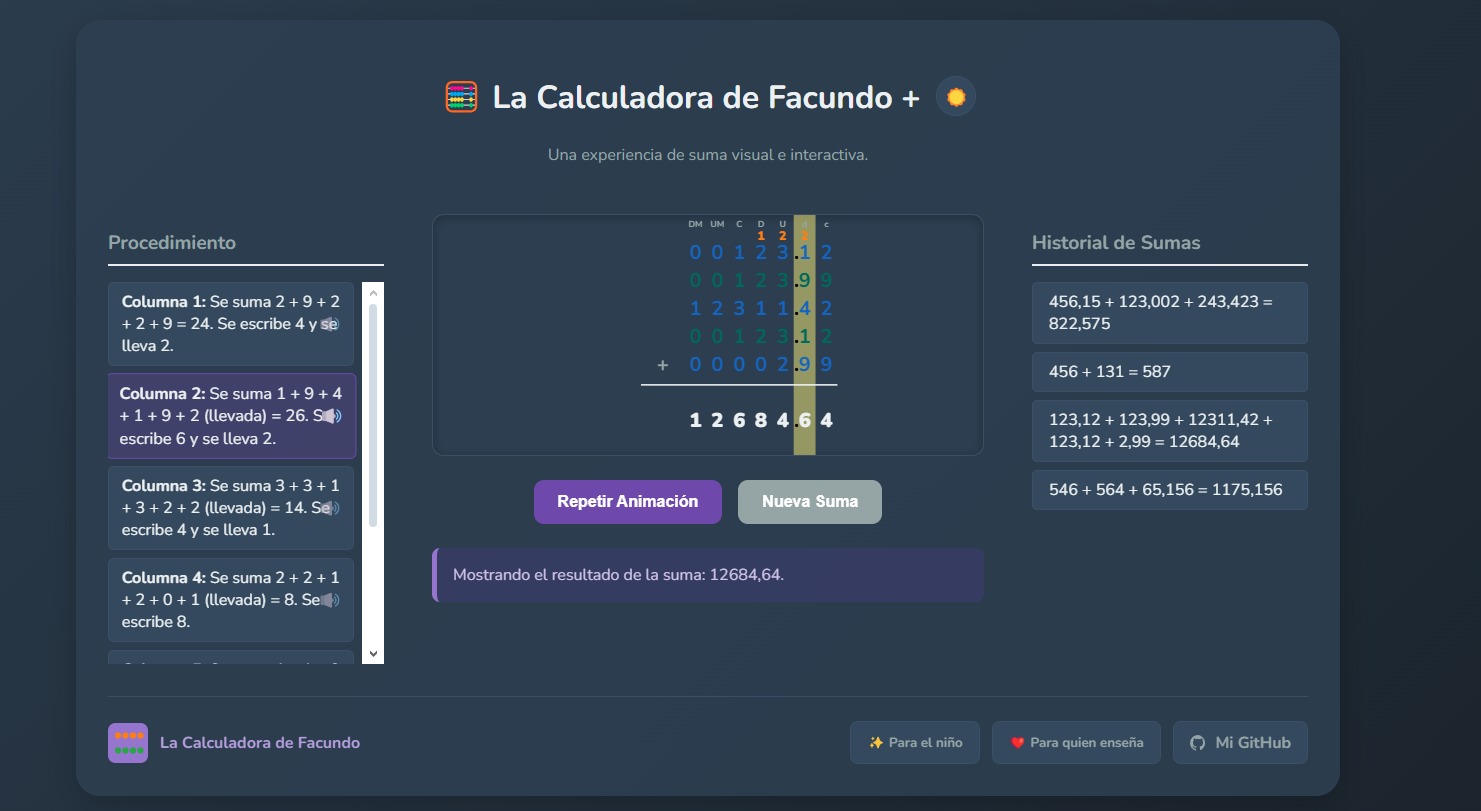 La Calculadora de Facundo +
Una experiencia de suma visual e interactiva.
Procedimiento
Columna 1: Se suma 2 + 9 + 2
+ 2 + 9 = 24. Se escribe 4 y se
lleva 2.
Columna 2: Se suma 1 + 9 + 4
+ 1 + 9 + 2 (llevada) = 26. Se
escribe 6 y se lleva 2.
Columna 3: Se suma 3 + 3 + 1
+ 3 + 2 + 2 (llevada) = 14. Se
escribe 4 y se lleva 1.
Columna 4: Se suma 2 + 2 + 1
+ 2 + 0 + 1 (llevada) = 8. Se
escribe 8.
DM UM C D U d c
1 2 2
0 0 1 2 3 .1 2
0 0 1 2 3 .9 9
1 2 3 1 1 .4 2
0 0 1 2 3 .1 2
+ 0 0 0 0 2 .9 9
1 2 6 8 4 .6 4
Repetir Animación
Nueva Suma
Mostrando el resultado de la suma: 12684,64.
Historial de Sumas
456,15 + 123,002 + 243,423 =
822,575
456 + 131 = 587
123,12 + 123,99 + 12311,42 +
123,12 + 2,99 = 12684,64
546 + 564 + 65,156 = 1175,156
La Calculadora de Facundo
Para el niño
Para quien enseña
Mi GitHub